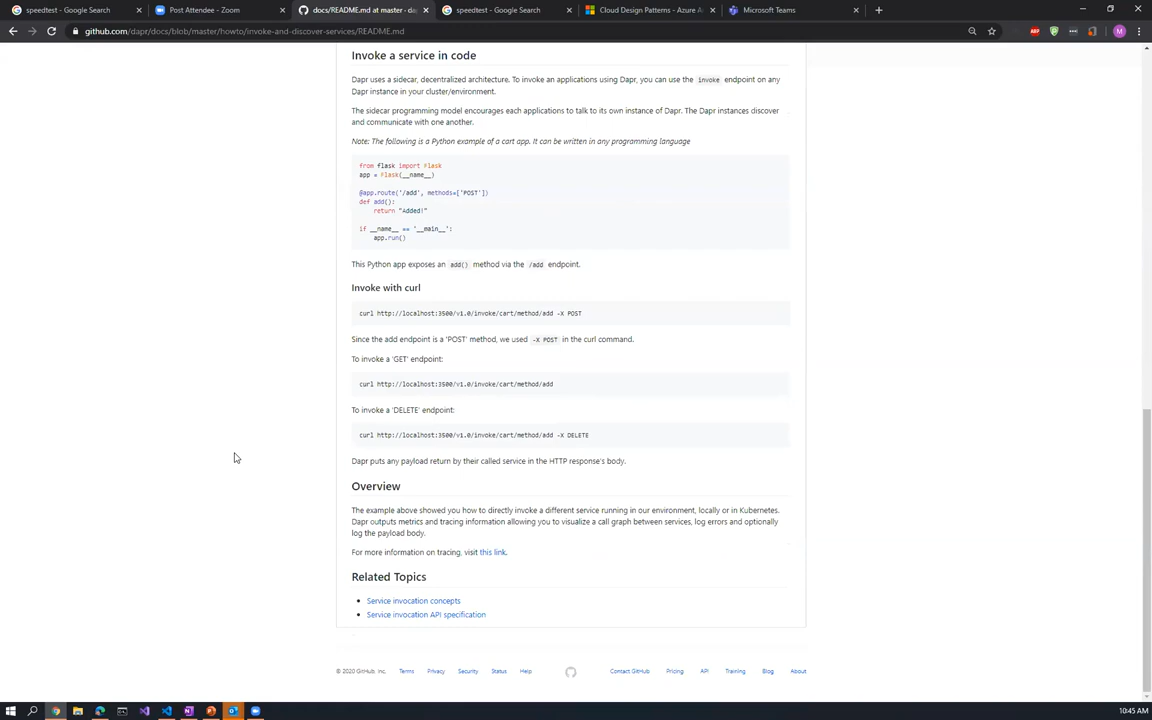 speedtest - Google Search
Post Attendee - Zoom
docs/README.md at master · da
speedtest - Google Search
Cloud Design Patterns - Azure A
Microsoft Teams
github.com/dapr/docs/blob/master/howto/invoke-and-discover-services/README.md
ABP
M
Invoke a service in code
Dapr uses a sidecar, decentralized architecture. To invoke an applications using Dapr, you can use the invoke endpoint on any
Dapr instance in your cluster/environment.
The sidecar programming model encourages each applications to talk to its own instance of Dapr. The Dapr instances discover
and communicate with one another.
Note: The following is a Python example of a cart app. It can be written in any programming language
from flask import Flask
app = Flask(__name__)
@app.route('/add', methods=['POST'])
def add():
return "Added!"
if __name__ == '__main__':
app.run()
This Python app exposes an add() method via the /add endpoint.
Invoke with curl
curl http://localhost:3500/v1.0/invoke/cart/method/add -X POST
Since the add endpoint is a 'POST' method, we used -X POST in the curl command.
To invoke a 'GET' endpoint:
curl http://localhost:3500/v1.0/invoke/cart/method/add
To invoke a 'DELETE' endpoint:
curl http://localhost:3500/v1.0/invoke/cart/method/add -X DELETE
Dapr puts any payload return by their called service in the HTTP response's body.
Overview
The example above showed you how to directly invoke a different service running in our environment, locally or in Kubernetes.
Dapr outputs metrics and tracing information allowing you to visualize a call graph between services, log errors and optionally
log the payload body.
For more information on tracing, visit this link.
Related Topics
Service invocation concepts
Service invocation API specification
© 2020 GitHub, Inc. Terms Privacy Security Status Help Contact GitHub Pricing API Training Blog About
10:45 AM